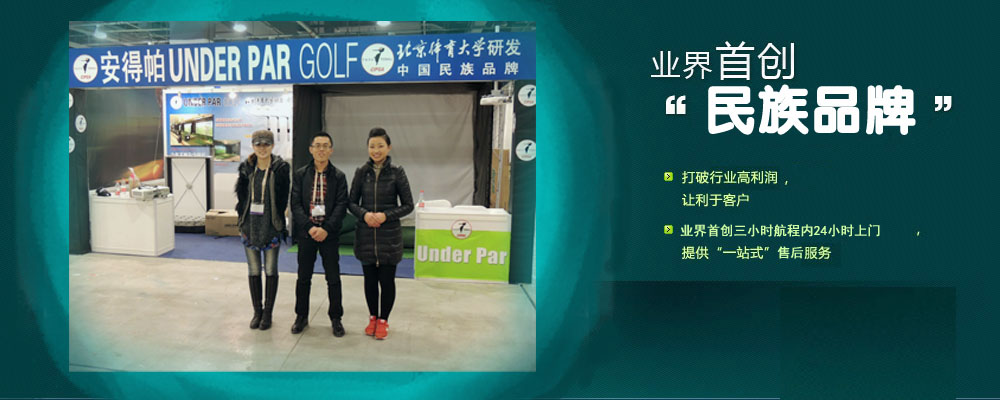 安得帕 UNDER PAR GOLF 北京体育大学研发
中国民族品牌
UNDER PAR
Under Par
业界首创
“民族品牌”
打破行业高利润,
让利于客户
业界首创三小时航程内24小时上门 ,
提供“一站式”售后服务